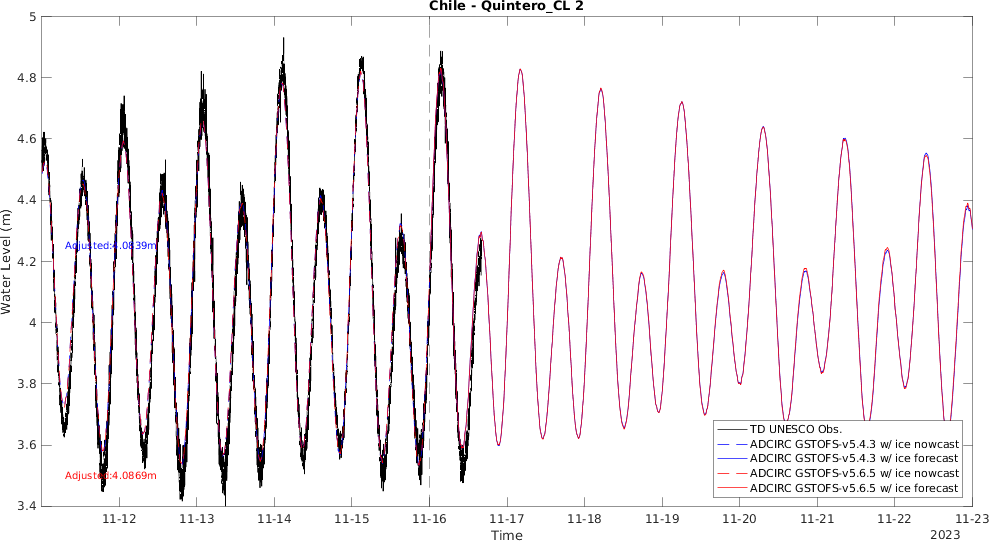 Chile - Quintero_CL 2
5
4.8
4.6
4.4
4.2
4
3.8
3.6
3.4
Water Level (m)
Adjusted:4.0839m
Adjusted:4.0869m
TD UNESCO Obs.
ADCIRC GSTOFS-v5.4.3 w/ ice nowcast
ADCIRC GSTOFS-v5.4.3 w/ ice forecast
ADCIRC GSTOFS-v5.6.5 w/ ice nowcast
ADCIRC GSTOFS-v5.6.5 w/ ice forecast
11-12 11-13 11-14 11-15 11-16 11-17 11-18 11-19 11-20 11-21 11-22 11-23
Time
2023